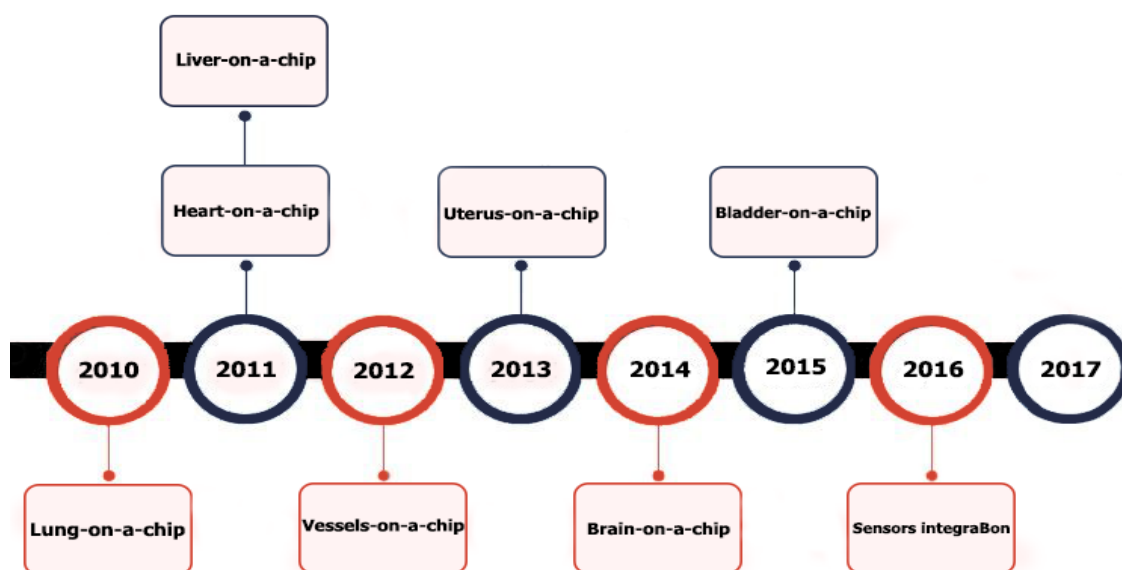 Liver-on-a-chip
Heart-on-a-chip
Uterus-on-a-chip
Bladder-on-a-chip
2010
2011
2012
2013
2014
2015
2016
2017
Lung-on-a-chip
Vessels-on-a-chip
Brain-on-a-chip
Sensors integraBon